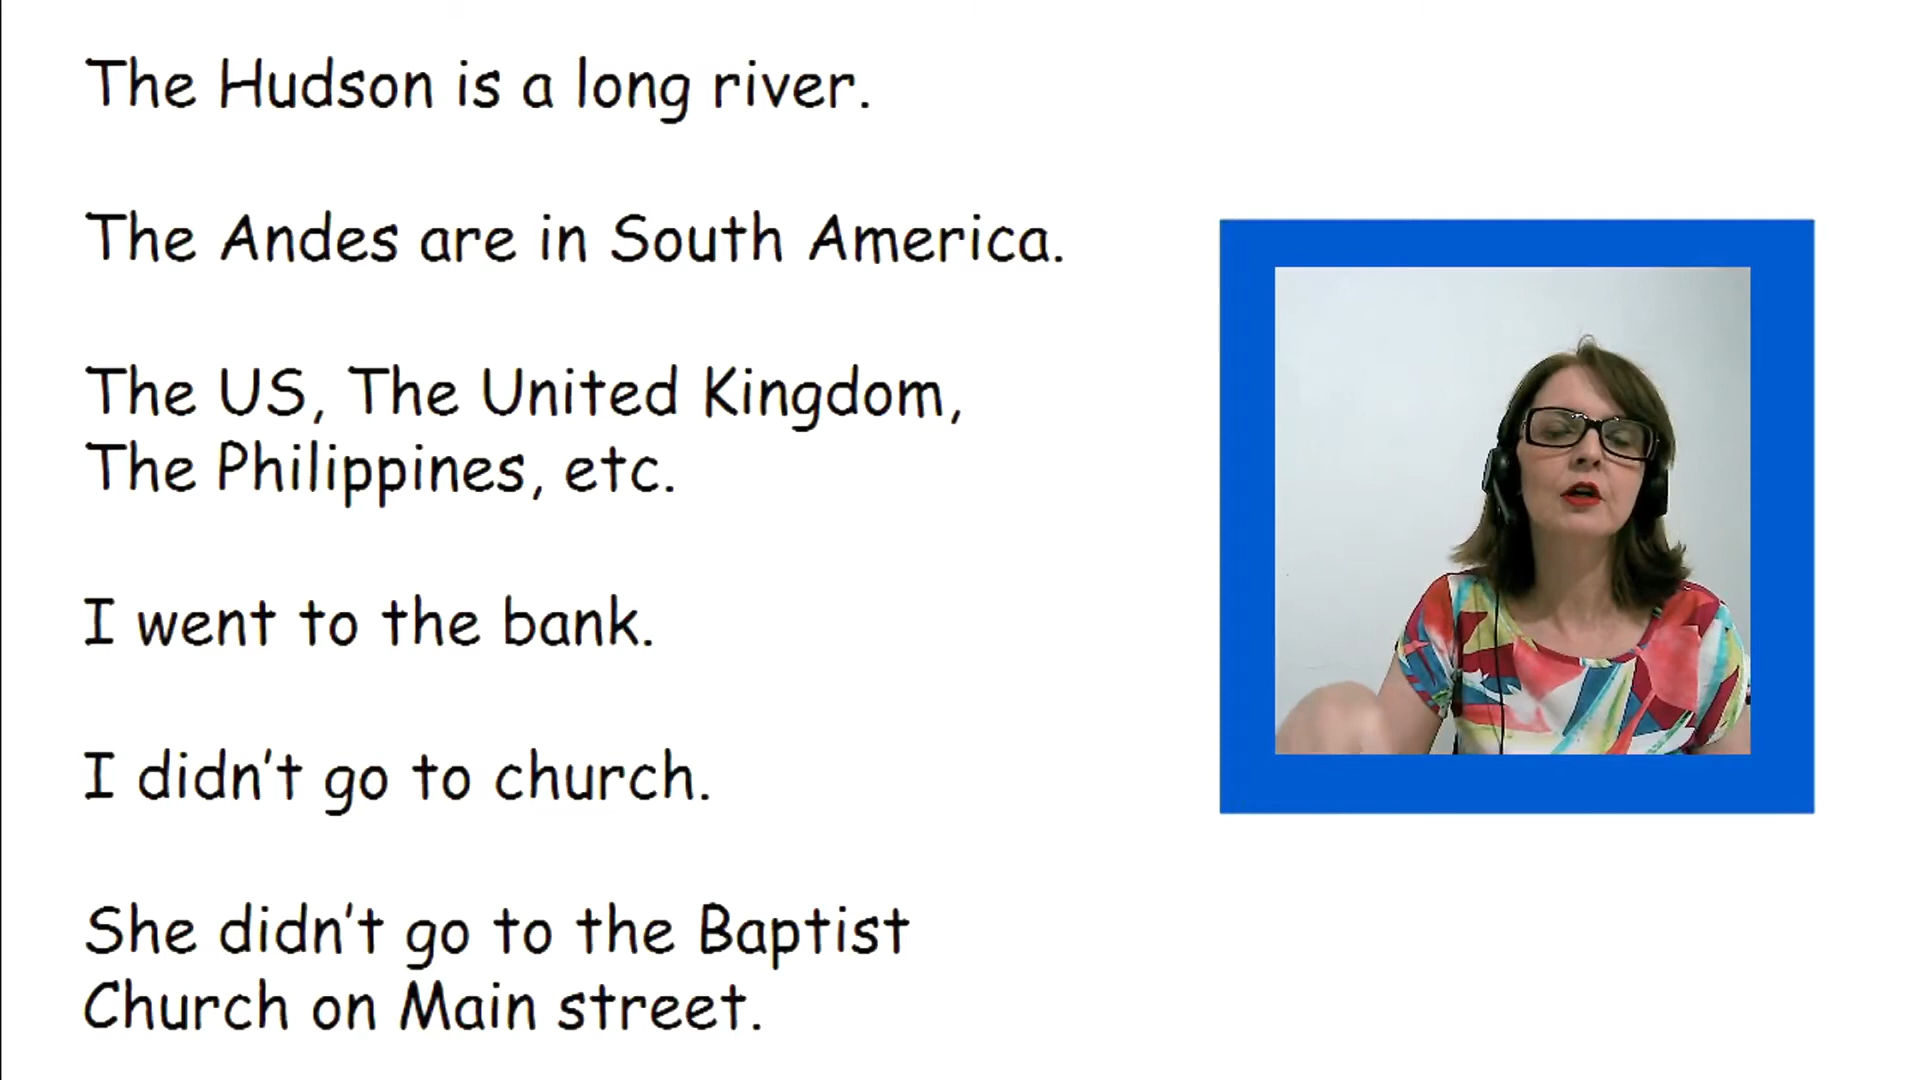 The Hudson is a long river.
The Andes are in South America.
The US, The United Kingdom,
The Philippines, etc.
I went to the bank.
I didn't go to church.
She didn't go to the Baptist
Church on Main street.